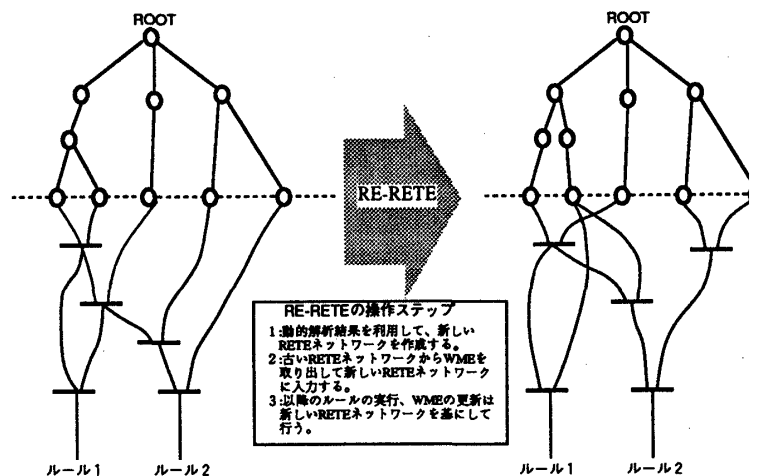 ROOT
ROOT
RE-RETE
RE-RETEの操作ステップ
1:動的解析結果を利用して、新しい
RETEネットワークを作成する。
2:古いRETEネットワークからWMEを
取り出して新しいRETEネットワーク
に入力する。
3:以降のルールの実行、WMEの更新は
新しいRETEネットワークを基にして
行う。
ルール1
ルール2
ルール1
ルール2